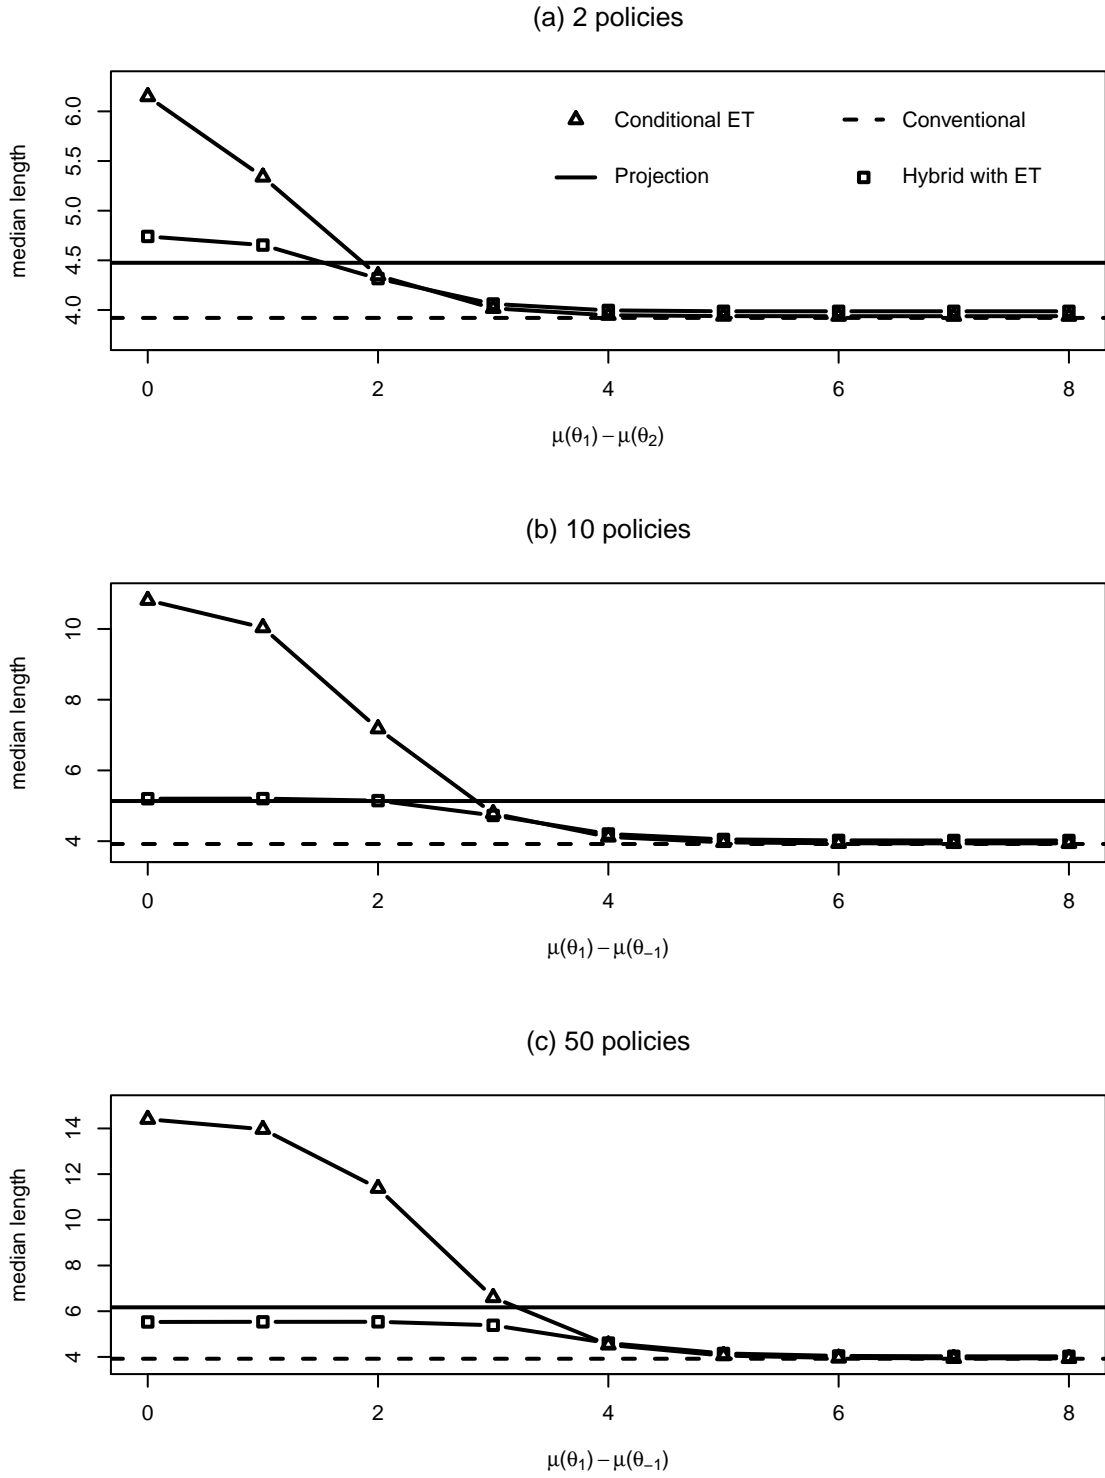 (a) 2 policies
median length
6.0
5.5
5.0
4.5
4.0
Conditional ET
Conventional
Projection
Hybrid with ET
0 2 4 6 8
μ(θ₁) − μ(θ₂)
(b) 10 policies
median length
10
8
6
4
0 2 4 6 8
μ(θ₁) − μ(θ₋₁)
(c) 50 policies
median length
14
12
10
8
6
4
0 2 4 6 8
μ(θ₁) − μ(θ₋₁)